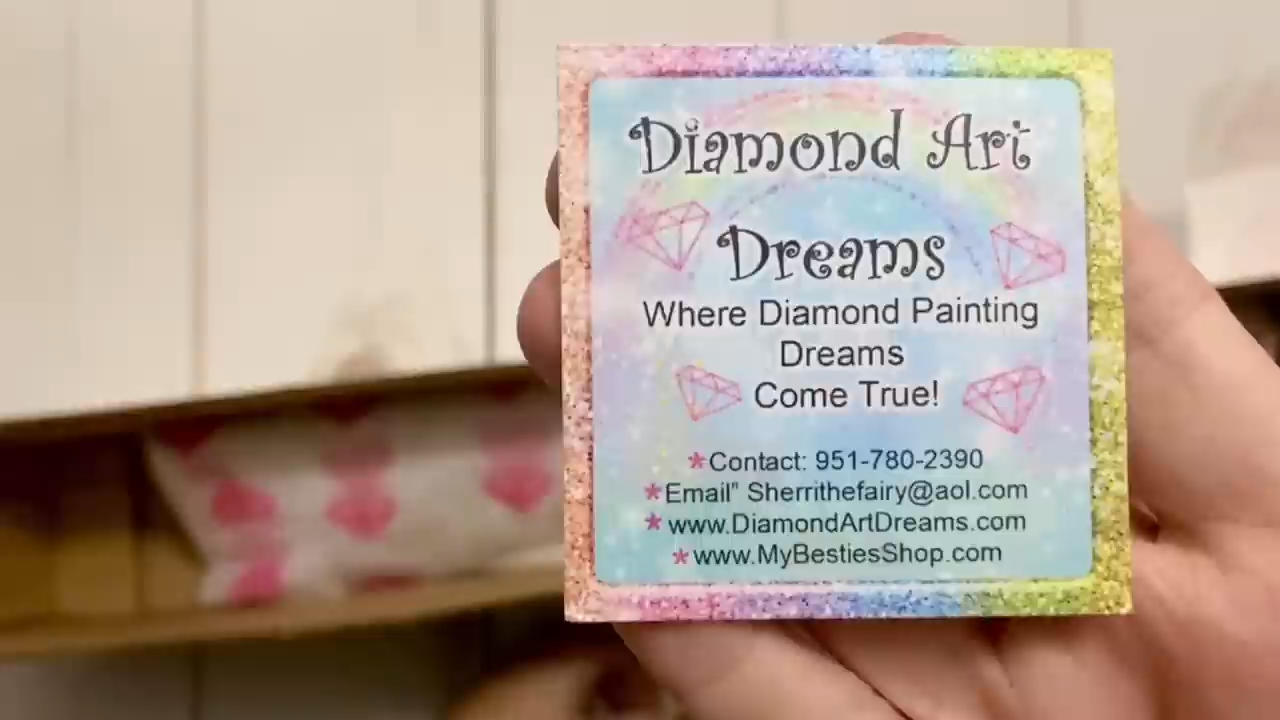 Diamond Art
Dreams
Where Diamond Painting
Dreams
Come True!
*Contact: 951-780-2390
*Email" Sherrithefairy@aol.com
* www.DiamondArtDreams.com
* www.MyBestiesShop.com